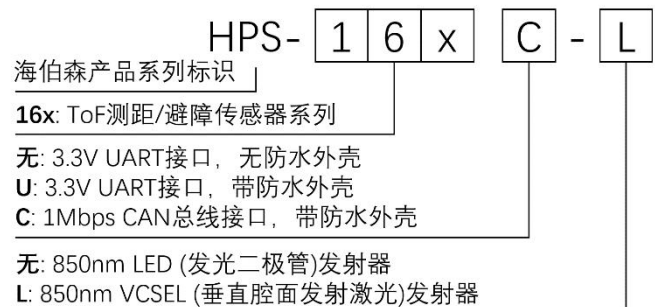 HPS- 1 6 x C - L
海伯森产品系列标识
16x: ToF测距/避障传感器系列
无: 3.3V UART接口，无防水外壳
U: 3.3V UART接口，带防水外壳
C: 1Mbps CAN总线接口，带防水外壳
无: 850nm LED (发光二极管)发射器
L: 850nm VCSEL (垂直腔面发射激光)发射器